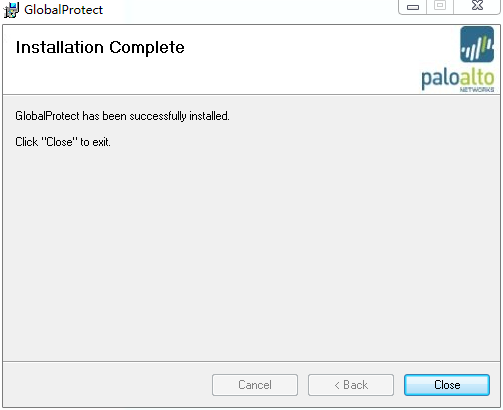 GlobalProtect
Installation Complete
paloalto
NETWORKS
GlobalProtect has been successfully installed.
Click "Close" to exit.
Cancel
< Back
Close